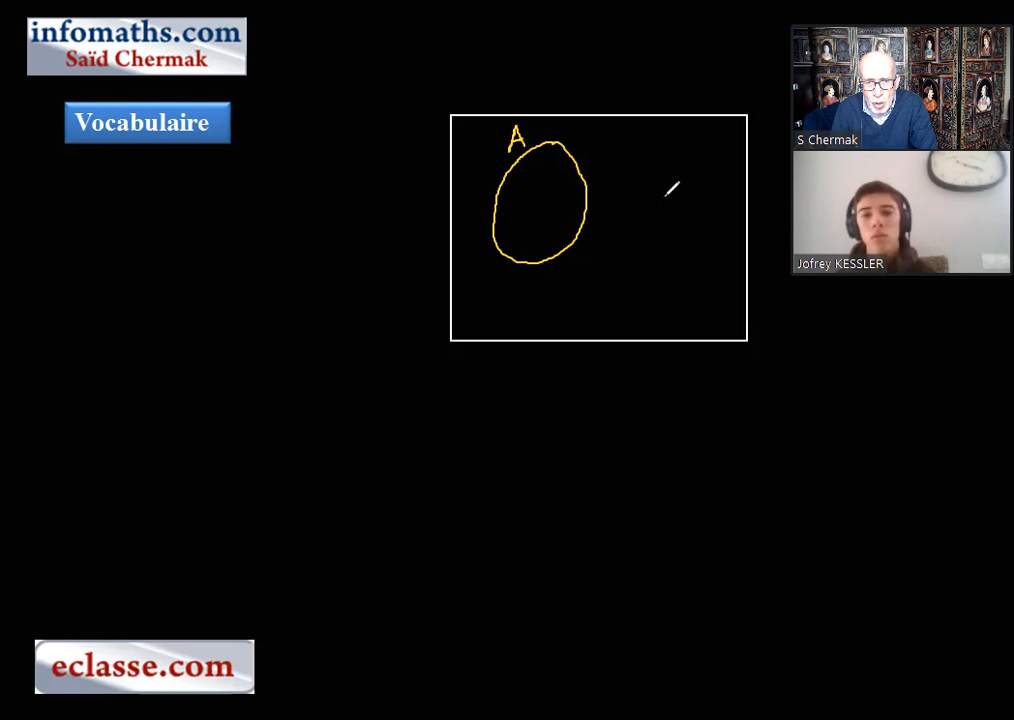 infomaths.com
Saïd Chermak
Vocabulaire
A
S Chermak
Jofrey KESSLER
eclasse.com